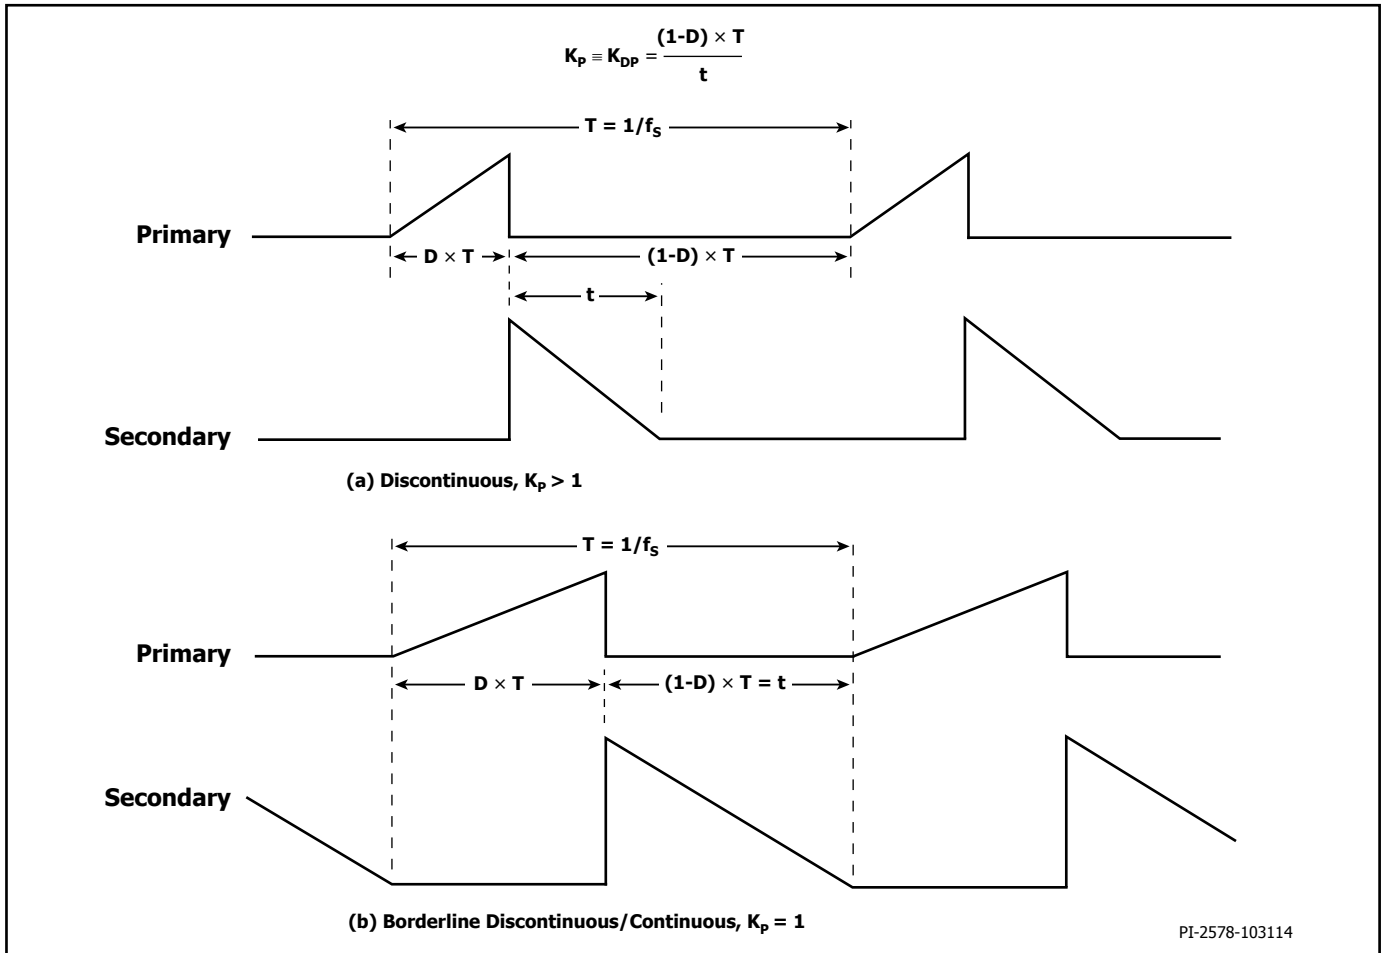 K_P ≡ K_DP = (1-D) × T / t
T = 1/f_S
Primary
D × T
(1-D) × T
t
Secondary
(a) Discontinuous, K_P > 1
T = 1/f_S
Primary
D × T
(1-D) × T = t
Secondary
(b) Borderline Discontinuous/Continuous, K_P = 1
PI-2578-103114